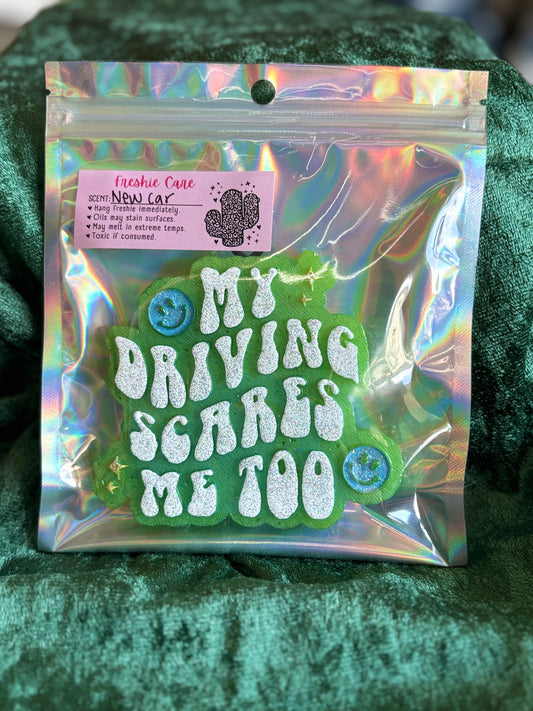 Freshie Care
SCENT: New Car
♥ Hang Freshie immediately.
♥ Oils may stain surfaces.
♥ May melt in extreme temps.
♥ Toxic if consumed.
MY
DRIVING
SCARES
ME TOO